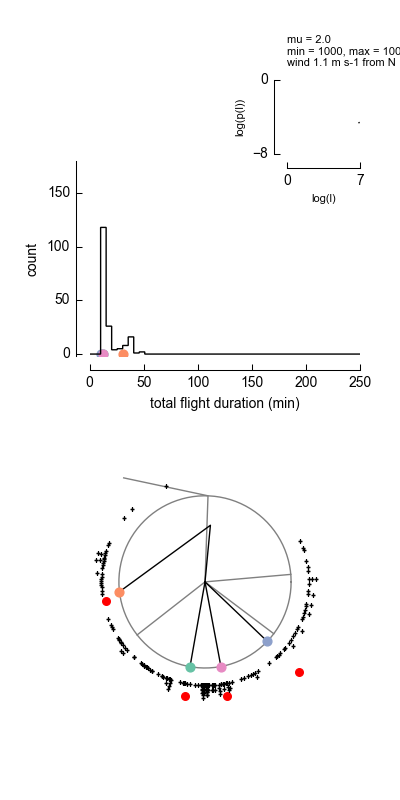 mu = 2.0
min = 1000, max = 100
wind 1.1 m s-1 from N
0
log(p(l))
−8
0
7
log(l)
150
100
count
50
0
0
50
100
150
200
250
total flight duration (min)